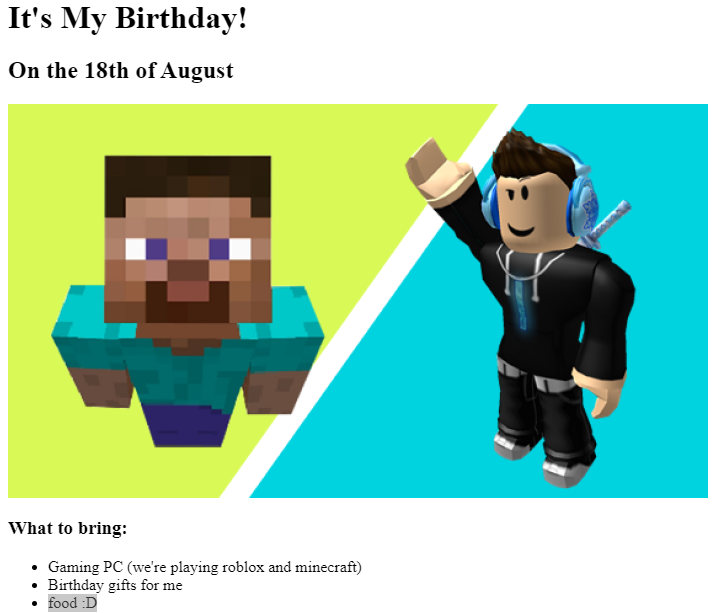 It's My Birthday!
On the 18th of August
What to bring:
Gaming PC (we're playing roblox and minecraft)
Birthday gifts for me
food :D